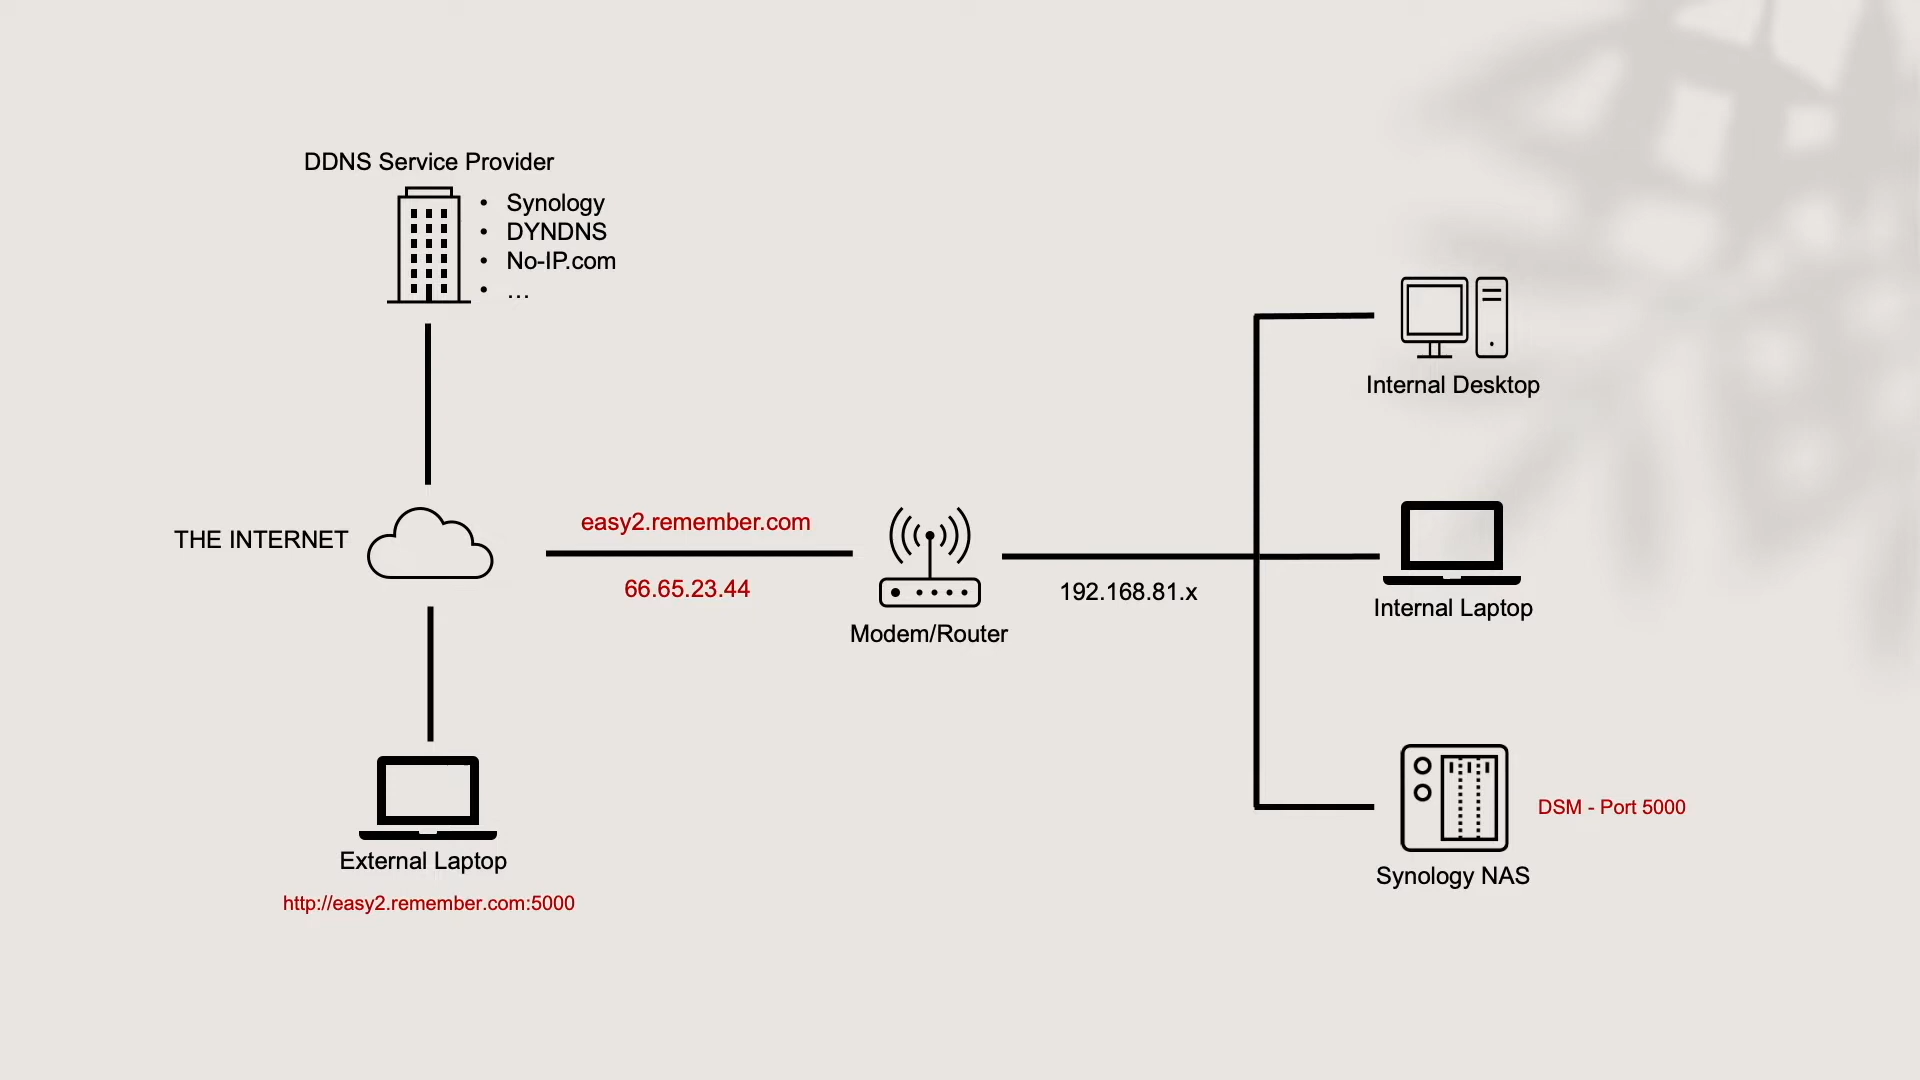 DDNS Service Provider
• Synology
• DYNDNS
• No-IP.com
• ...
THE INTERNET
easy2.remember.com
66.65.23.44
Modem/Router
192.168.81.x
Internal Desktop
Internal Laptop
Synology NAS
DSM - Port 5000
External Laptop
http://easy2.remember.com:5000